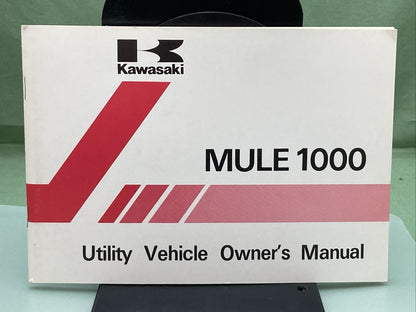 Kawasaki
MULE 1000
Utility Vehicle Owner's Manual